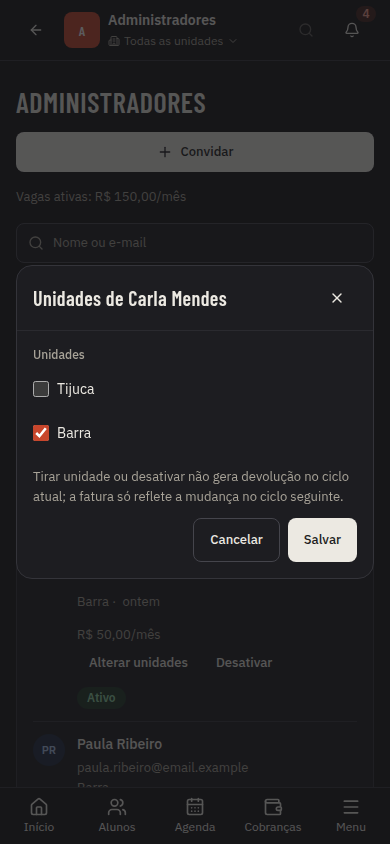 A
Administradores
Todas as unidades
4
ADMINISTRADORES
Convidar
Vagas ativas: R$ 150,00/mês
Nome ou e-mail
Unidades de Carla Mendes
Unidades
Tijuca
Barra
Tirar unidade ou desativar não gera devolução no ciclo
atual; a fatura só reflete a mudança no ciclo seguinte.
Cancelar
Salvar
Barra · ontem
R$ 50,00/mês
Alterar unidades
Desativar
Ativo
PR
Paula Ribeiro
paula.ribeiro@email.example
Barra
Início
Alunos
Agenda
Cobranças
Menu